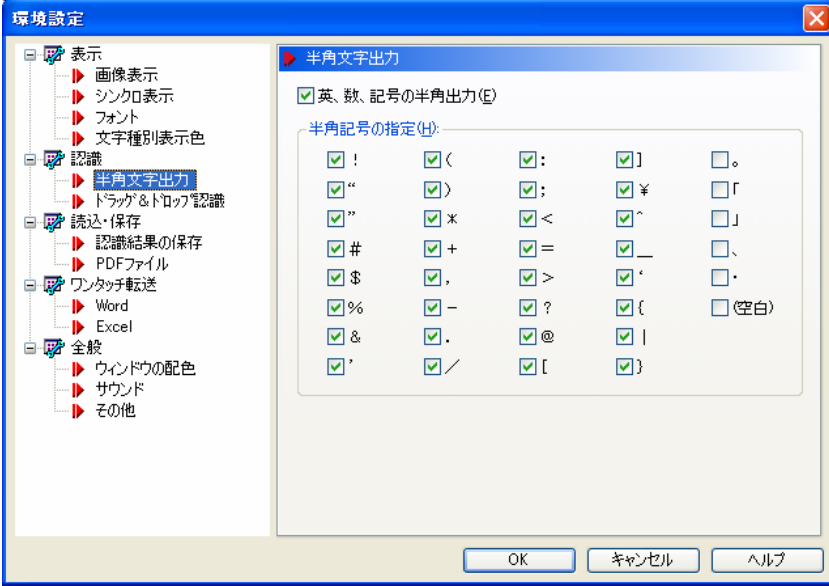 環境設定
表示
画像表示
シンクロ表示
フォント
文字種別表示色
認識
半角文字出力
ﾄﾞﾗｯｸﾞ&ﾄﾞﾛｯﾌﾟ認識
読込・保存
認識結果の保存
PDFファイル
ワンタッチ転送
Word
Excel
全般
ウィンドウの配色
サウンド
その他
半角文字出力
英、数、記号の半角出力(E)
半角記号の指定(H):
! ( : ] 。
“ ) ; ¥ 「
” * < ^ 」
# + = _ 、
$ , > ‘ ・
% - ? { (空白)
& . @ |
’ / [ }
OK キャンセル ヘルプ